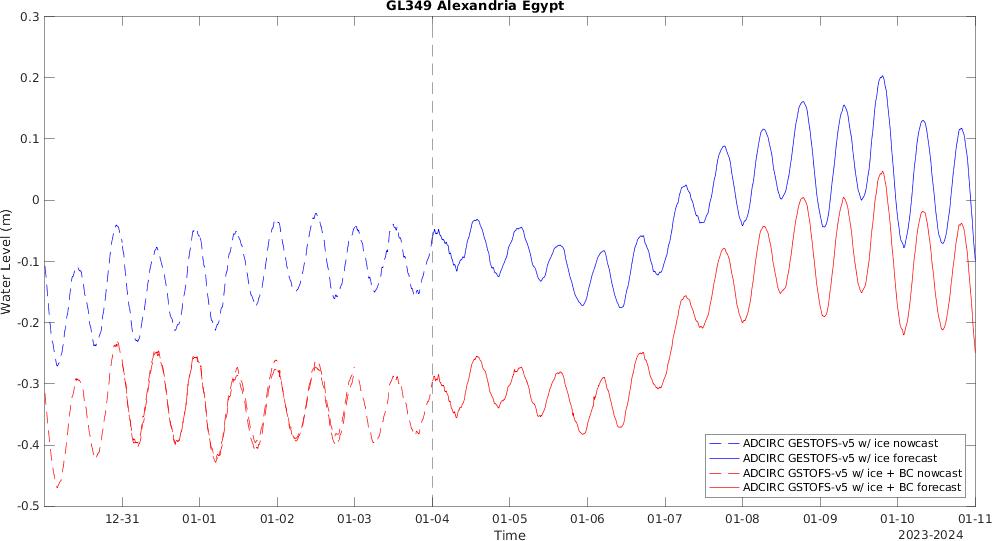 GL349 Alexandria Egypt
Water Level (m)
0.3
0.2
0.1
0
-0.1
-0.2
-0.3
-0.4
-0.5
12-31 01-01 01-02 01-03 01-04 01-05 01-06 01-07 01-08 01-09 01-10 01-11
Time
2023-2024
ADCIRC GESTOFS-v5 w/ ice nowcast
ADCIRC GESTOFS-v5 w/ ice forecast
ADCIRC GSTOFS-v5 w/ ice + BC nowcast
ADCIRC GSTOFS-v5 w/ ice + BC forecast